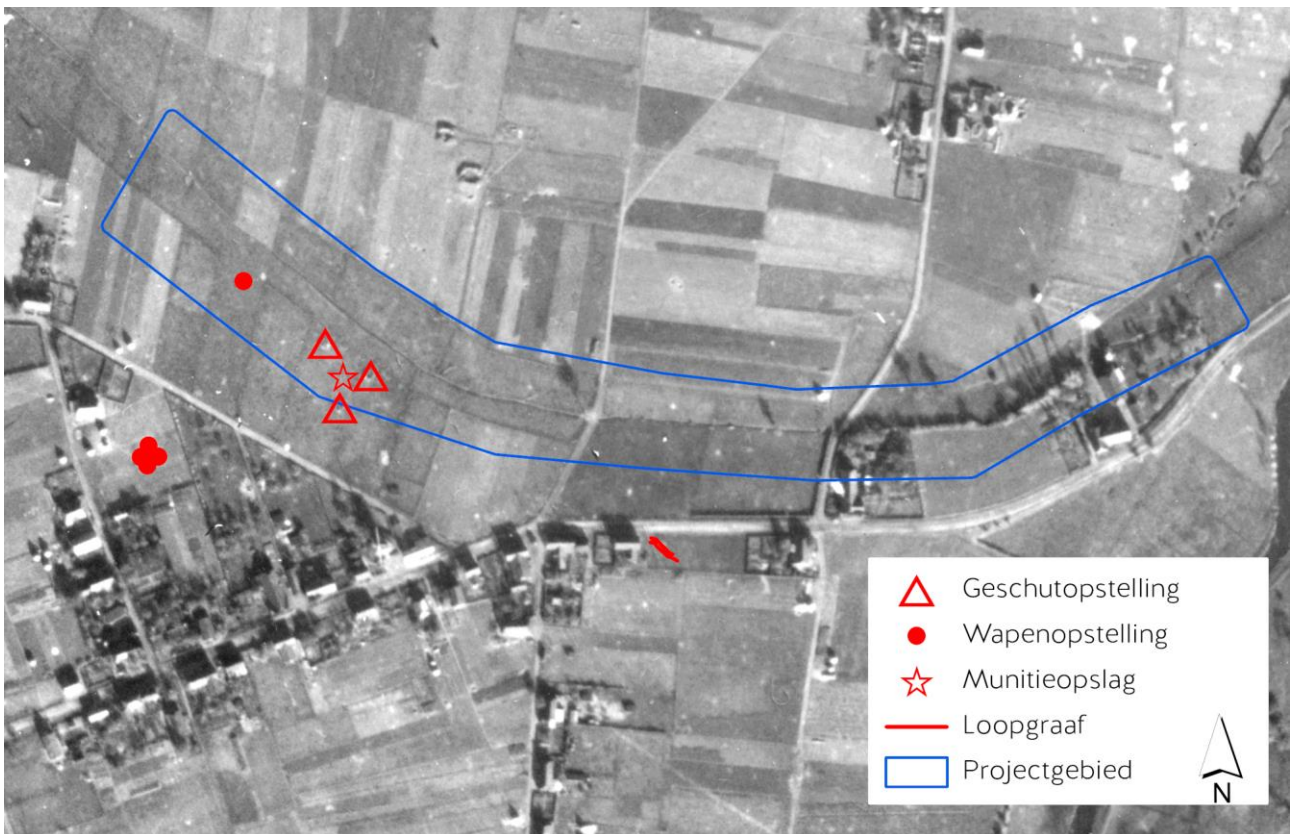 Geschutopstelling
Wapenopstelling
Munitieopslag
Loopgraaf
Projectgebied
N